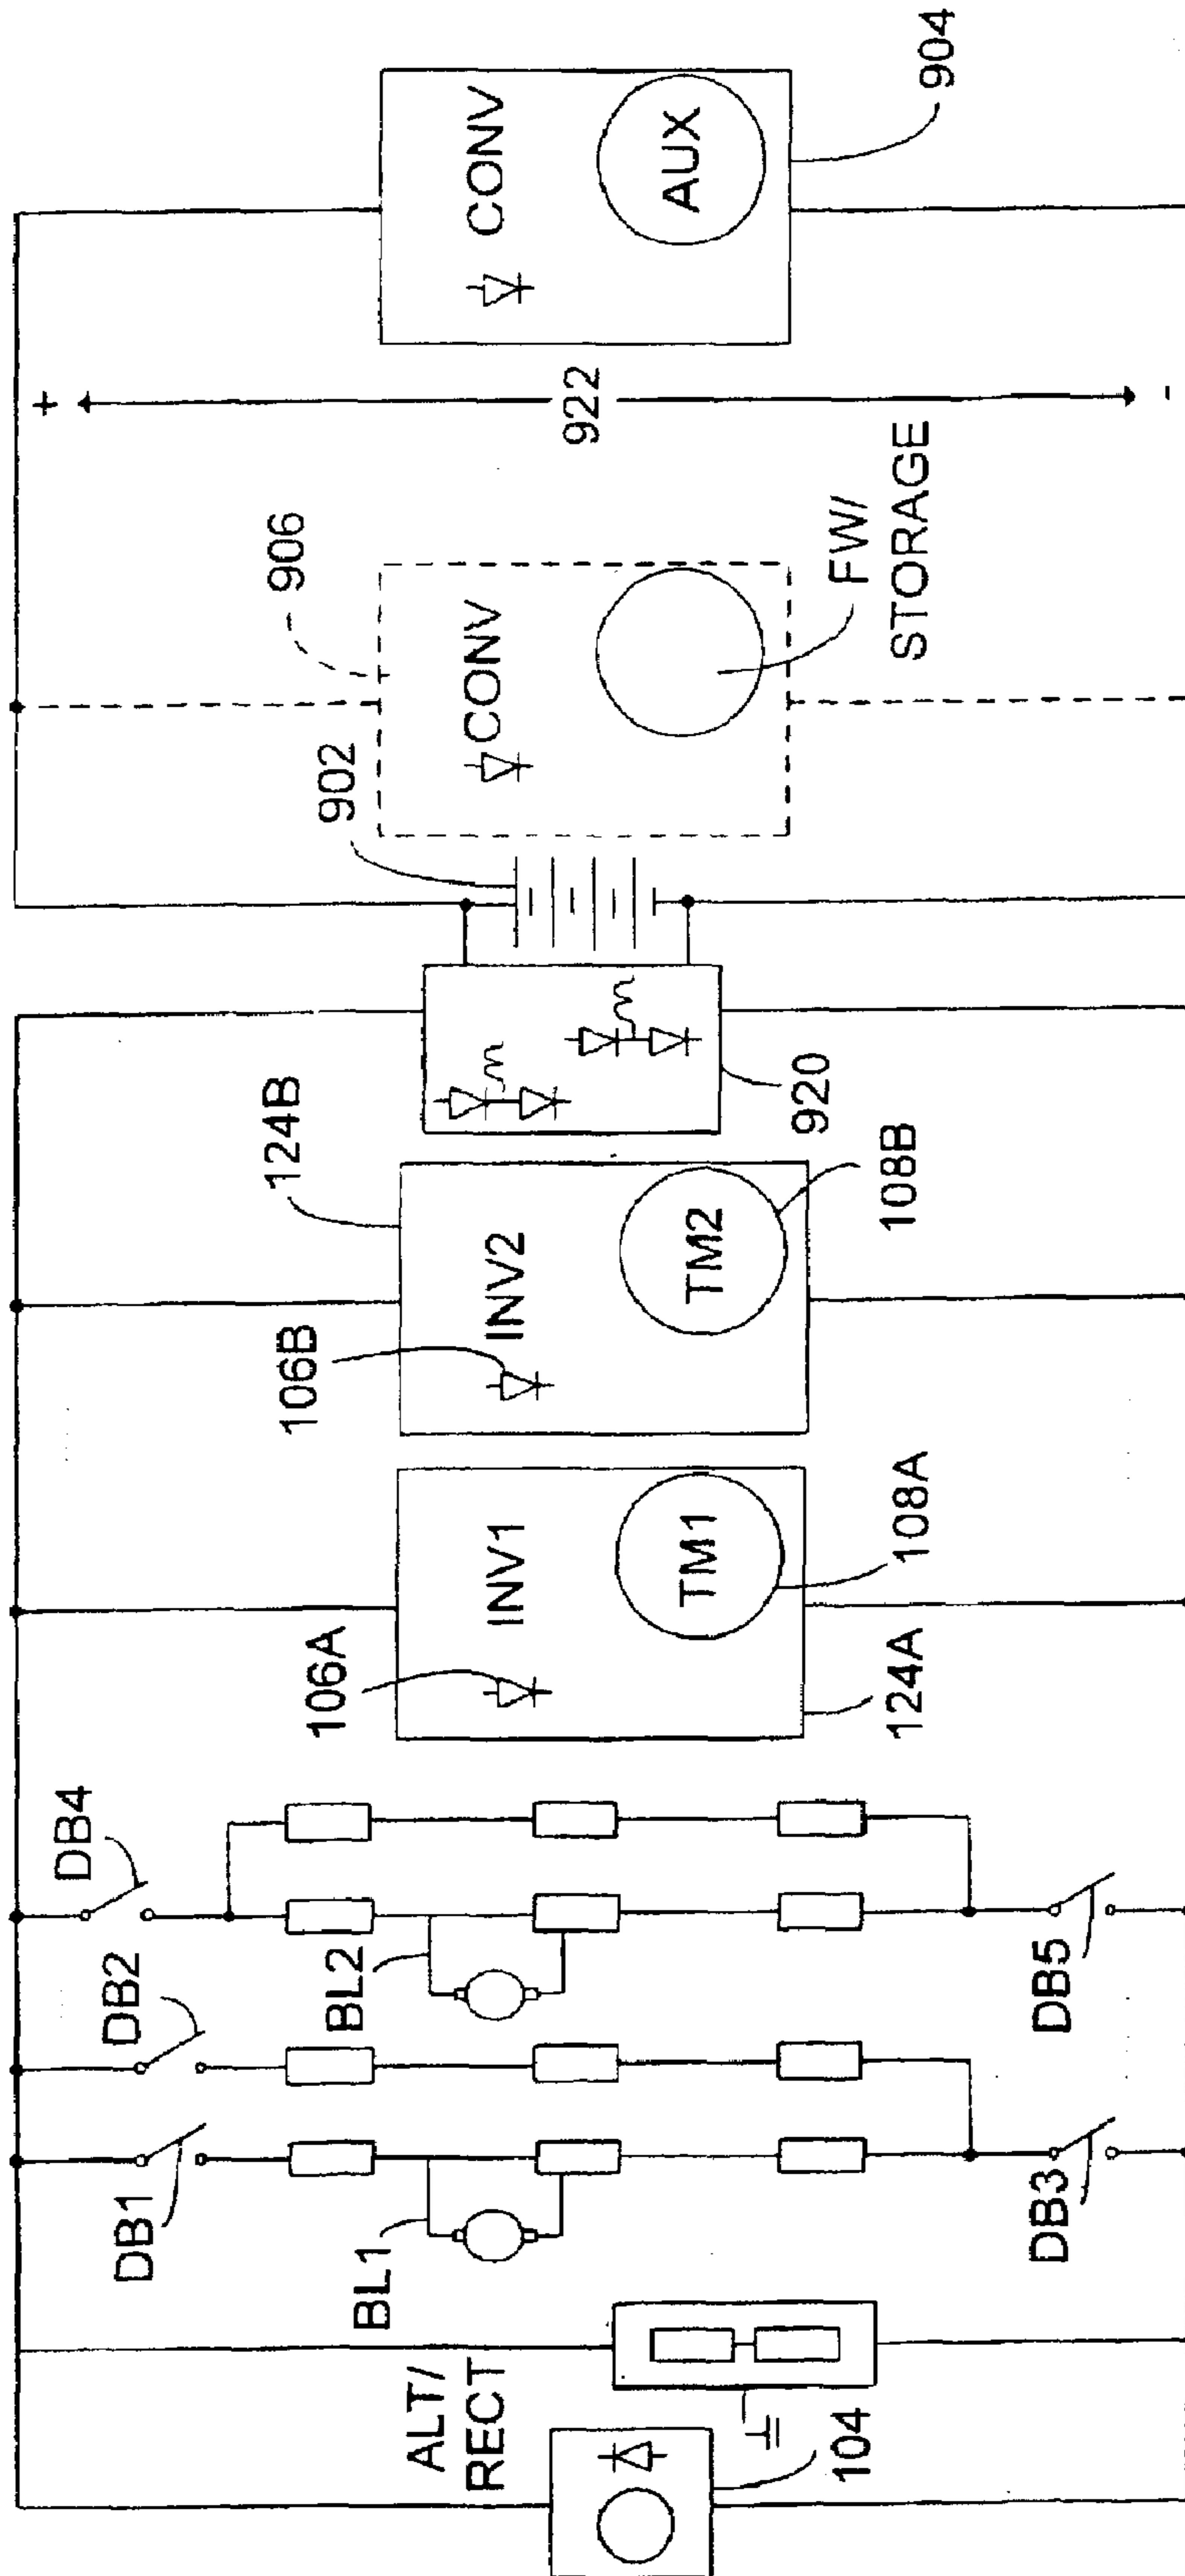 ALT/
RECT
104
BL1
DB1
DB2
DB3
BL2
DB4
DB5
106A
INV1
TM1
108A
124A
106B
INV2
TM2
108B
124B
920
902
906
CONV
FW/
STORAGE
+
922
-
CONV
AUX
904